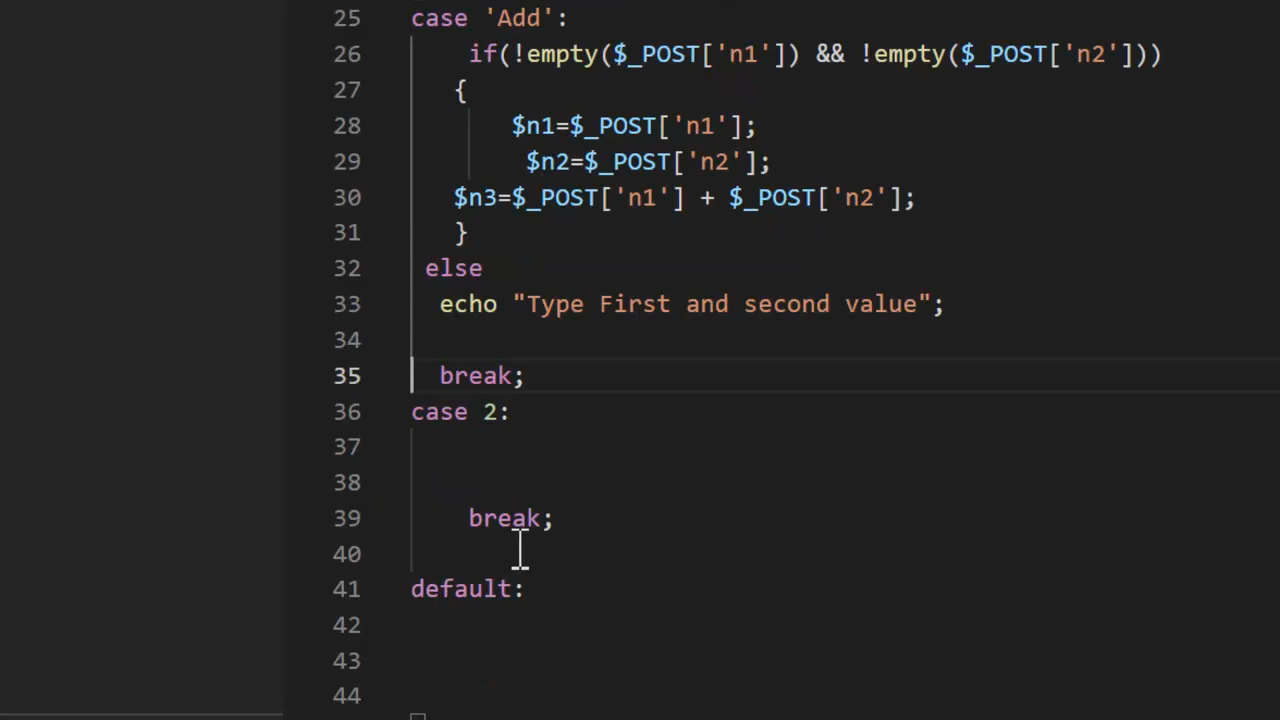 25 case 'Add':
26 if(!empty($_POST['n1']) && !empty($_POST['n2']))
27 {
28 $n1=$_POST['n1'];
29 $n2=$_POST['n2'];
30 $n3=$_POST['n1'] + $_POST['n2'];
31 }
32 else
33 echo "Type First and second value";
34
35 break;
36 case 2:
37
38
39 break;
40
41 default:
42
43
44